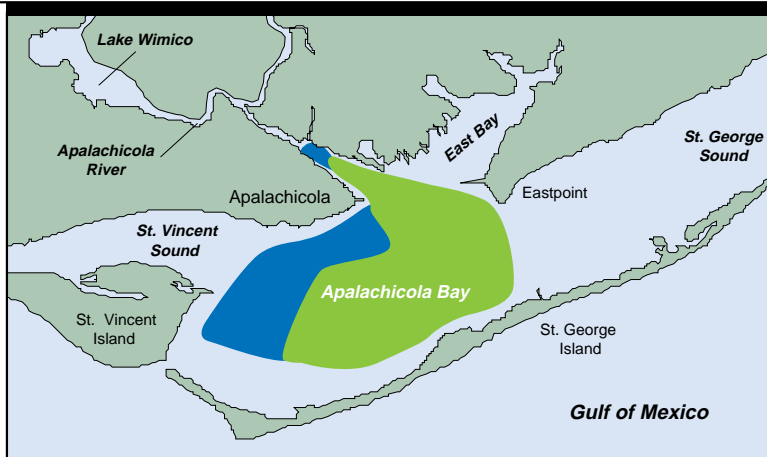 Lake Wimico
Apalachicola
River
East Bay
St. George
Sound
Apalachicola
Eastpoint
St. Vincent
Sound
Apalachicola Bay
St. Vincent
Island
St. George
Island
Gulf of Mexico